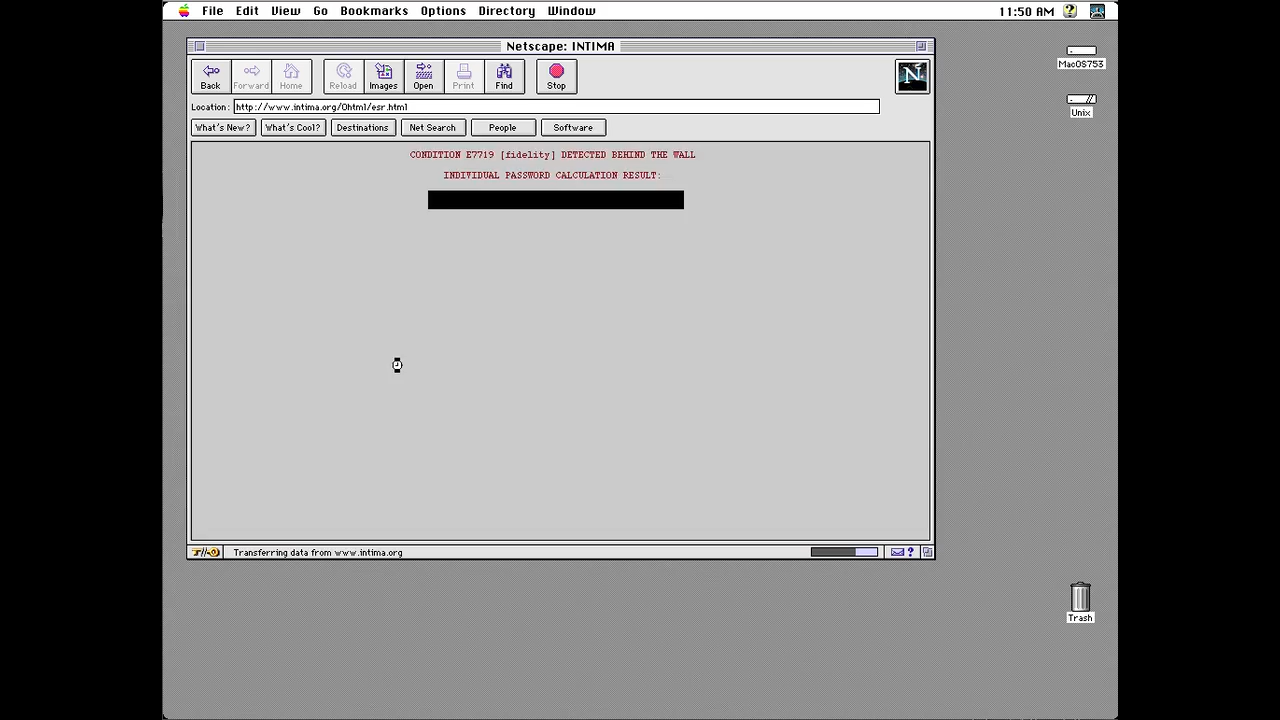 File Edit View Go Bookmarks Options Directory Window 11:50 AM
Netscape: INTIMA
MacOS753
Back Forward Home Reload Images Open Print Find Stop
N
Location: http://www.intima.org/0html/esr.html
Unix
What's New? What's Cool? Destinations Net Search People Software
CONDITION E7719 [fidelity] DETECTED BEHIND THE WALL
INDIVIDUAL PASSWORD CALCULATION RESULT:
Transferring data from www.intima.org
?
Trash